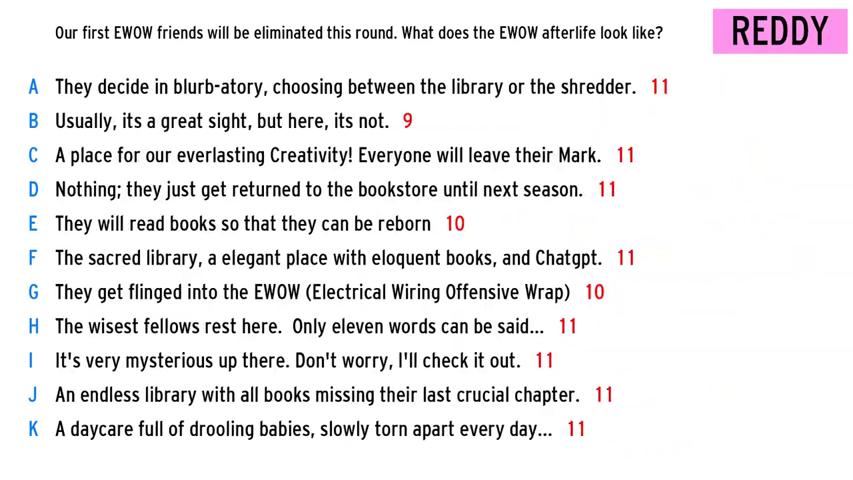 Our first EWOW friends will be eliminated this round. What does the EWOW afterlife look like?
REDDY
A They decide in blurb-atory, choosing between the library or the shredder. 11
B Usually, its a great sight, but here, its not. 9
C A place for our everlasting Creativity! Everyone will leave their Mark. 11
D Nothing; they just get returned to the bookstore until next season. 11
E They will read books so that they can be reborn 10
F The sacred library, a elegant place with eloquent books, and Chatgpt. 11
G They get flinged into the EWOW (Electrical Wiring Offensive Wrap) 10
H The wisest fellows rest here.  Only eleven words can be said... 11
I It's very mysterious up there. Don't worry, I'll check it out. 11
J An endless library with all books missing their last crucial chapter. 11
K A daycare full of drooling babies, slowly torn apart every day... 11